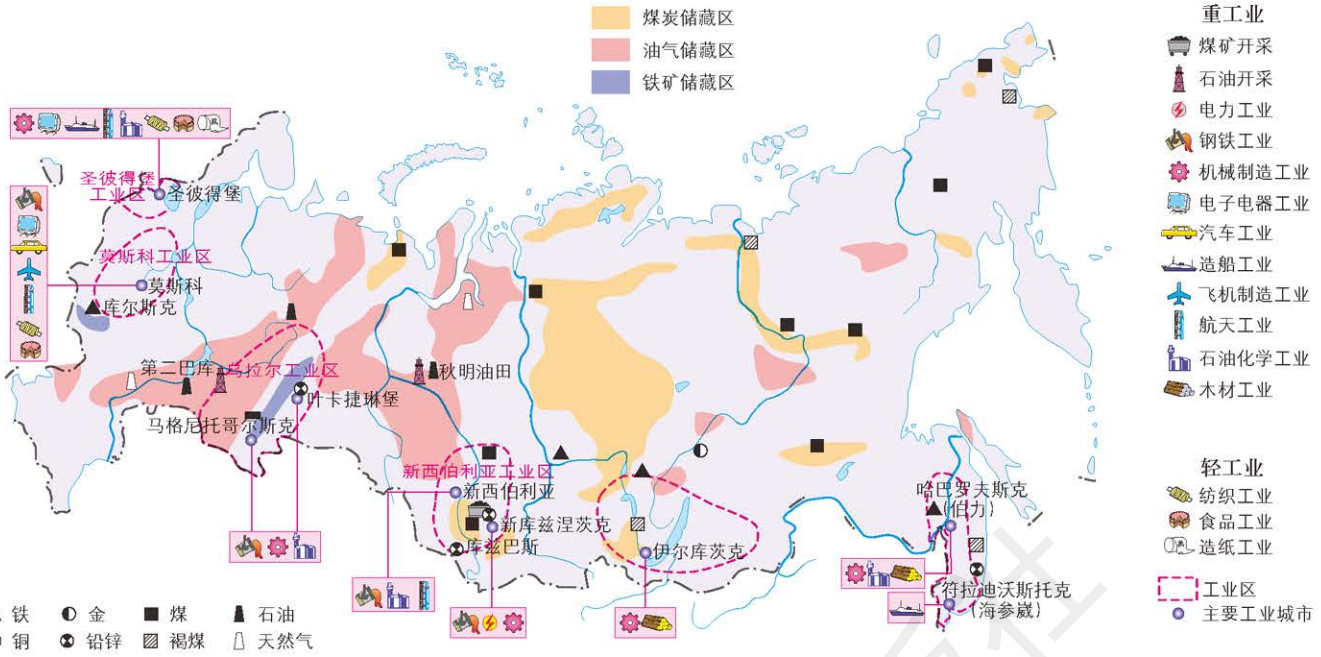 煤炭储藏区
油气储藏区
铁矿储藏区
重工业
煤矿开采
石油开采
电力工业
钢铁工业
机械制造工业
电子电器工业
汽车工业
造船工业
飞机制造工业
航天工业
石油化学工业
木材工业
轻工业
纺织工业
食品工业
造纸工业
工业区
主要工业城市
圣彼得堡
工业区
圣彼得堡
莫斯科工业区
莫斯科
库尔斯克
第二巴库
乌拉尔工业区
秋明油田
叶卡捷琳堡
马格尼托哥尔斯克
新西伯利亚工业区
新西伯利亚
新库兹涅茨克
库兹巴斯
伊尔库茨克
哈巴罗夫斯克
(伯力)
符拉迪沃斯托克
(海参崴)
铁 金 煤 石油
铜 铅锌 褐煤 天然气